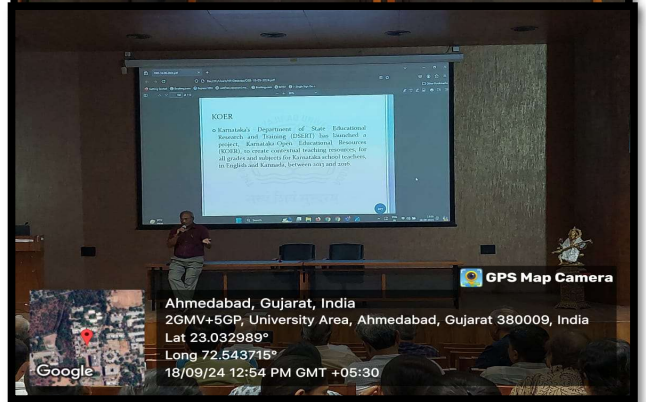 KOER
Karnataka's Department of State Educational
Research and Training (DSERT) has launched a
project, Karnataka Open Educational Resources
(KOER), to create contextual teaching resources, for
all grades and subjects for Karnataka school teachers,
in English and Kannada, between 2013 and 2016
GPS Map Camera
Ahmedabad, Gujarat, India
2GMV+5GP, University Area, Ahmedabad, Gujarat 380009, India
Lat 23.032989°
Long 72.543715°
18/09/24 12:54 PM GMT +05:30
Google